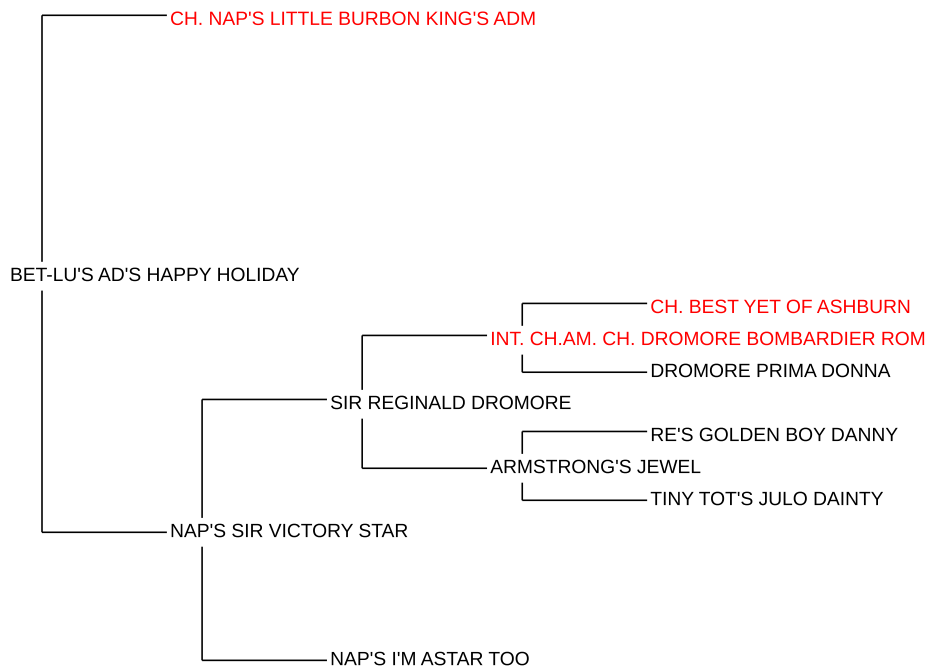 CH. NAP'S LITTLE BURBON KING'S ADM
BET-LU'S AD'S HAPPY HOLIDAY
CH. BEST YET OF ASHBURN
INT. CH.AM. CH. DROMORE BOMBARDIER ROM
DROMORE PRIMA DONNA
SIR REGINALD DROMORE
RE'S GOLDEN BOY DANNY
ARMSTRONG'S JEWEL
TINY TOT'S JULO DAINTY
NAP'S SIR VICTORY STAR
NAP'S I'M ASTAR TOO